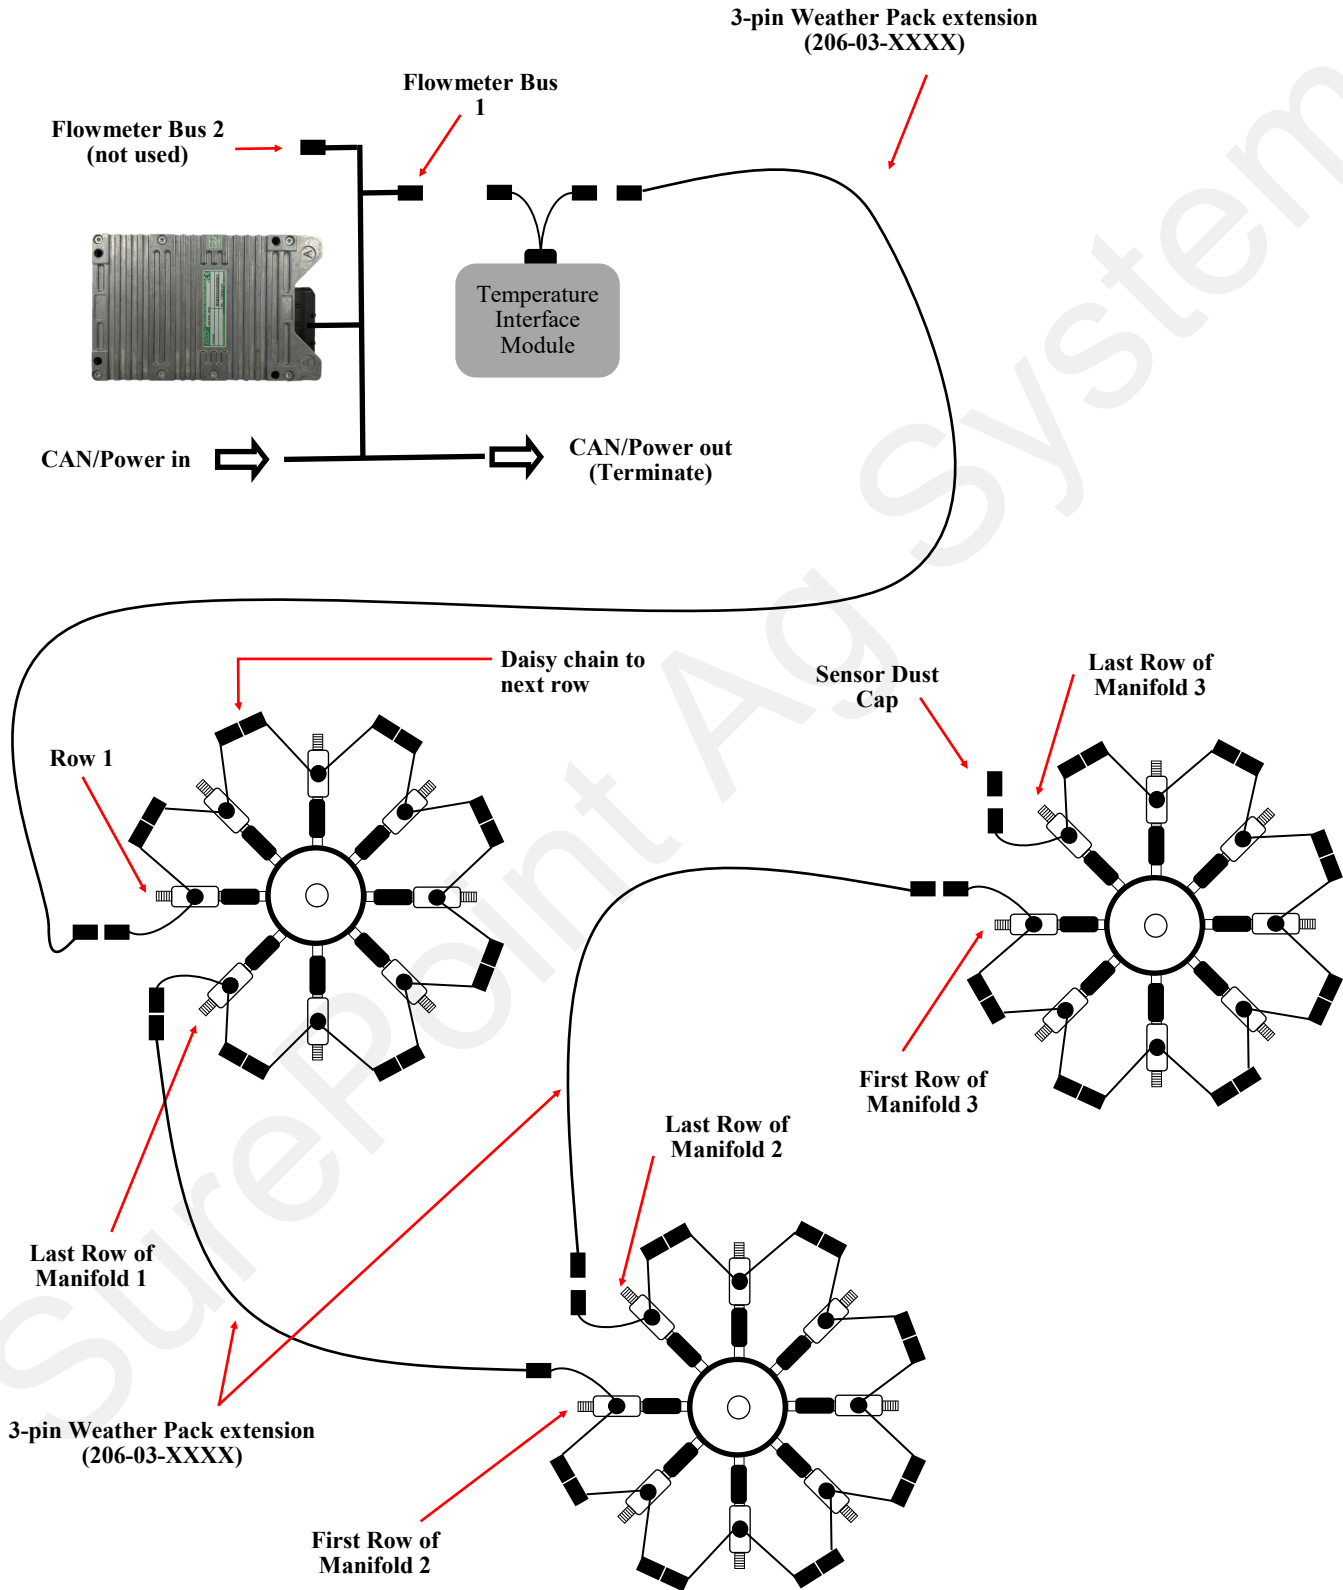 3-pin Weather Pack extension
(206-03-XXXX)
Flowmeter Bus
1
Flowmeter Bus 2
(not used)
Temperature
Interface
Module
CAN/Power in
CAN/Power out
(Terminate)
Daisy chain to
next row
Sensor Dust
Cap
Last Row of
Manifold 3
Row 1
First Row of
Manifold 3
Last Row of
Manifold 2
Last Row of
Manifold 1
3-pin Weather Pack extension
(206-03-XXXX)
First Row of
Manifold 2
SurePoint Ag System